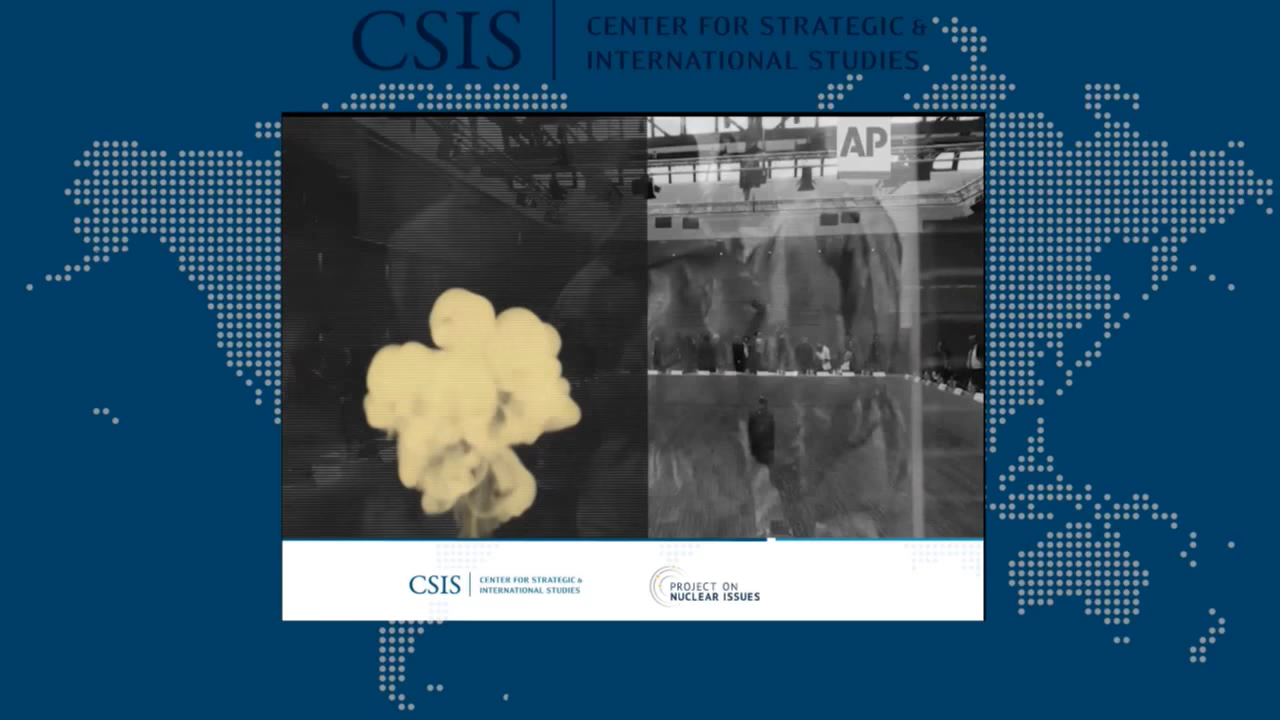 CSIS
CENTER FOR STRATEGIC &
INTERNATIONAL STUDIES
AP
CSIS
CENTER FOR STRATEGIC &
INTERNATIONAL STUDIES
PROJECT ON
NUCLEAR ISSUES